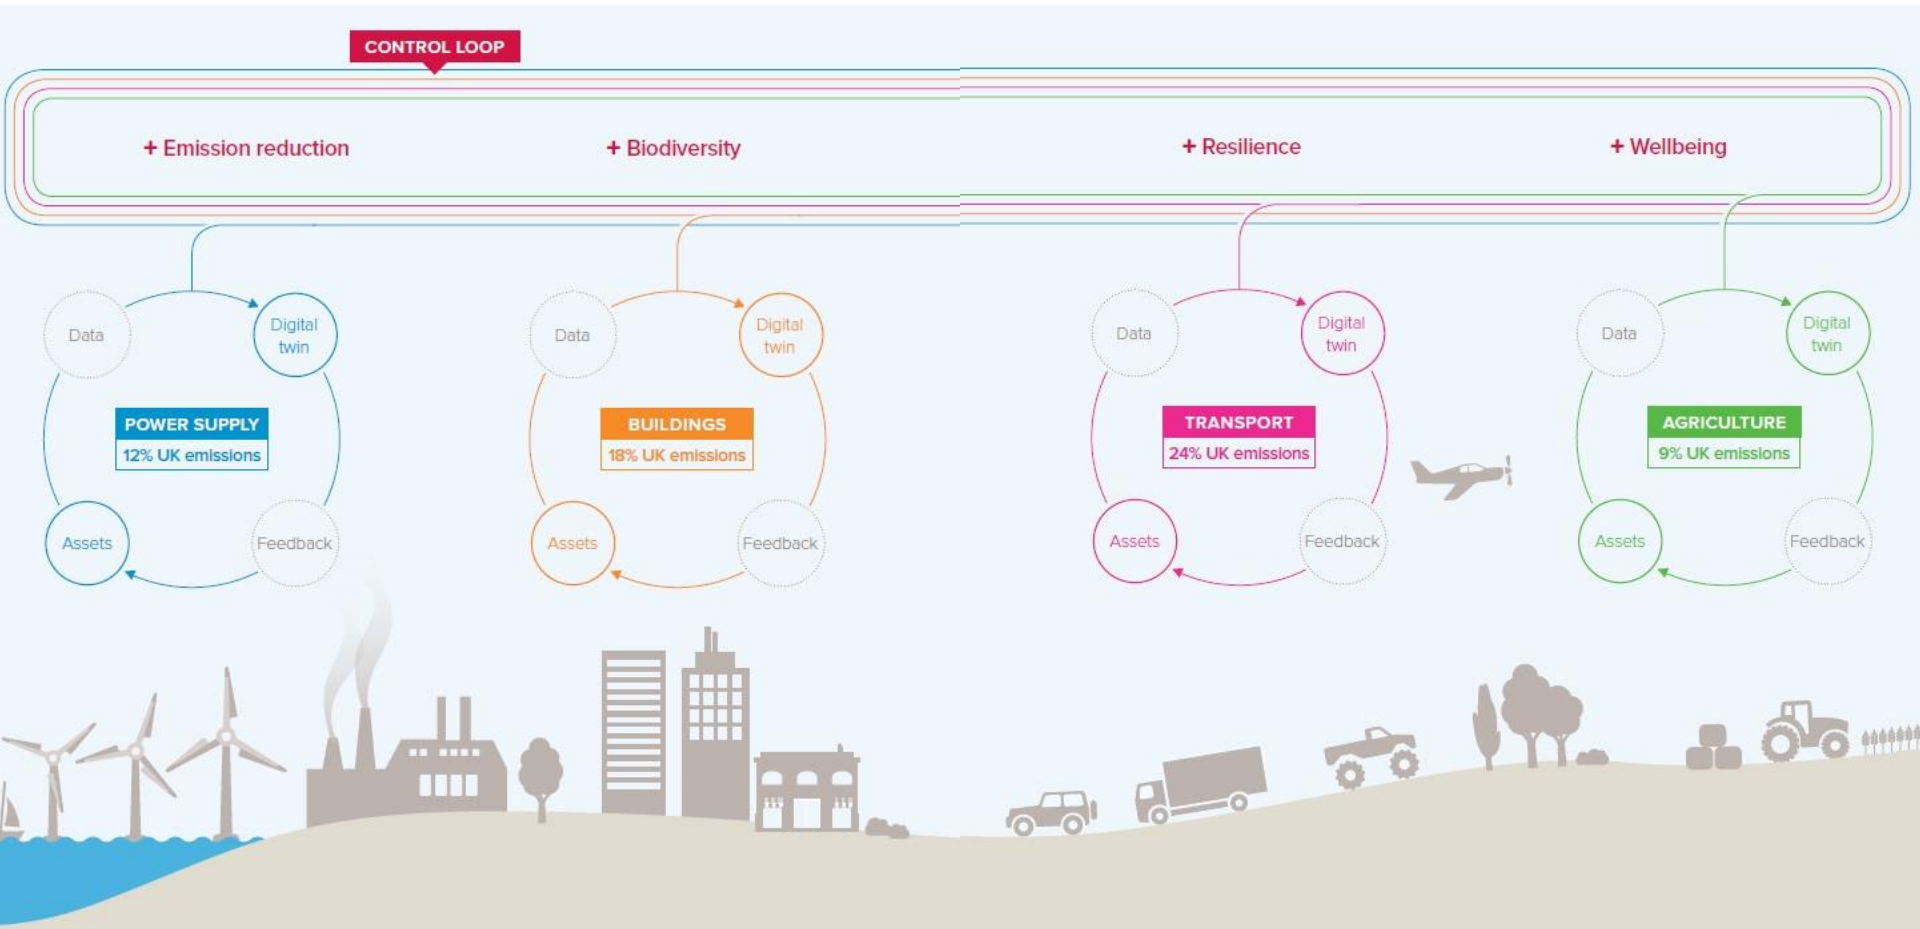 CONTROL LOOP
+ Emission reduction
+ Biodiversity
+ Resilience
+ Wellbeing
Data
Digital
twin
POWER SUPPLY
12% UK emissions
Assets
Feedback
Data
Digital
twin
BUILDINGS
18% UK emissions
Assets
Feedback
Data
Digital
twin
TRANSPORT
24% UK emissions
Assets
Feedback
Data
Digital
twin
AGRICULTURE
9% UK emissions
Assets
Feedback